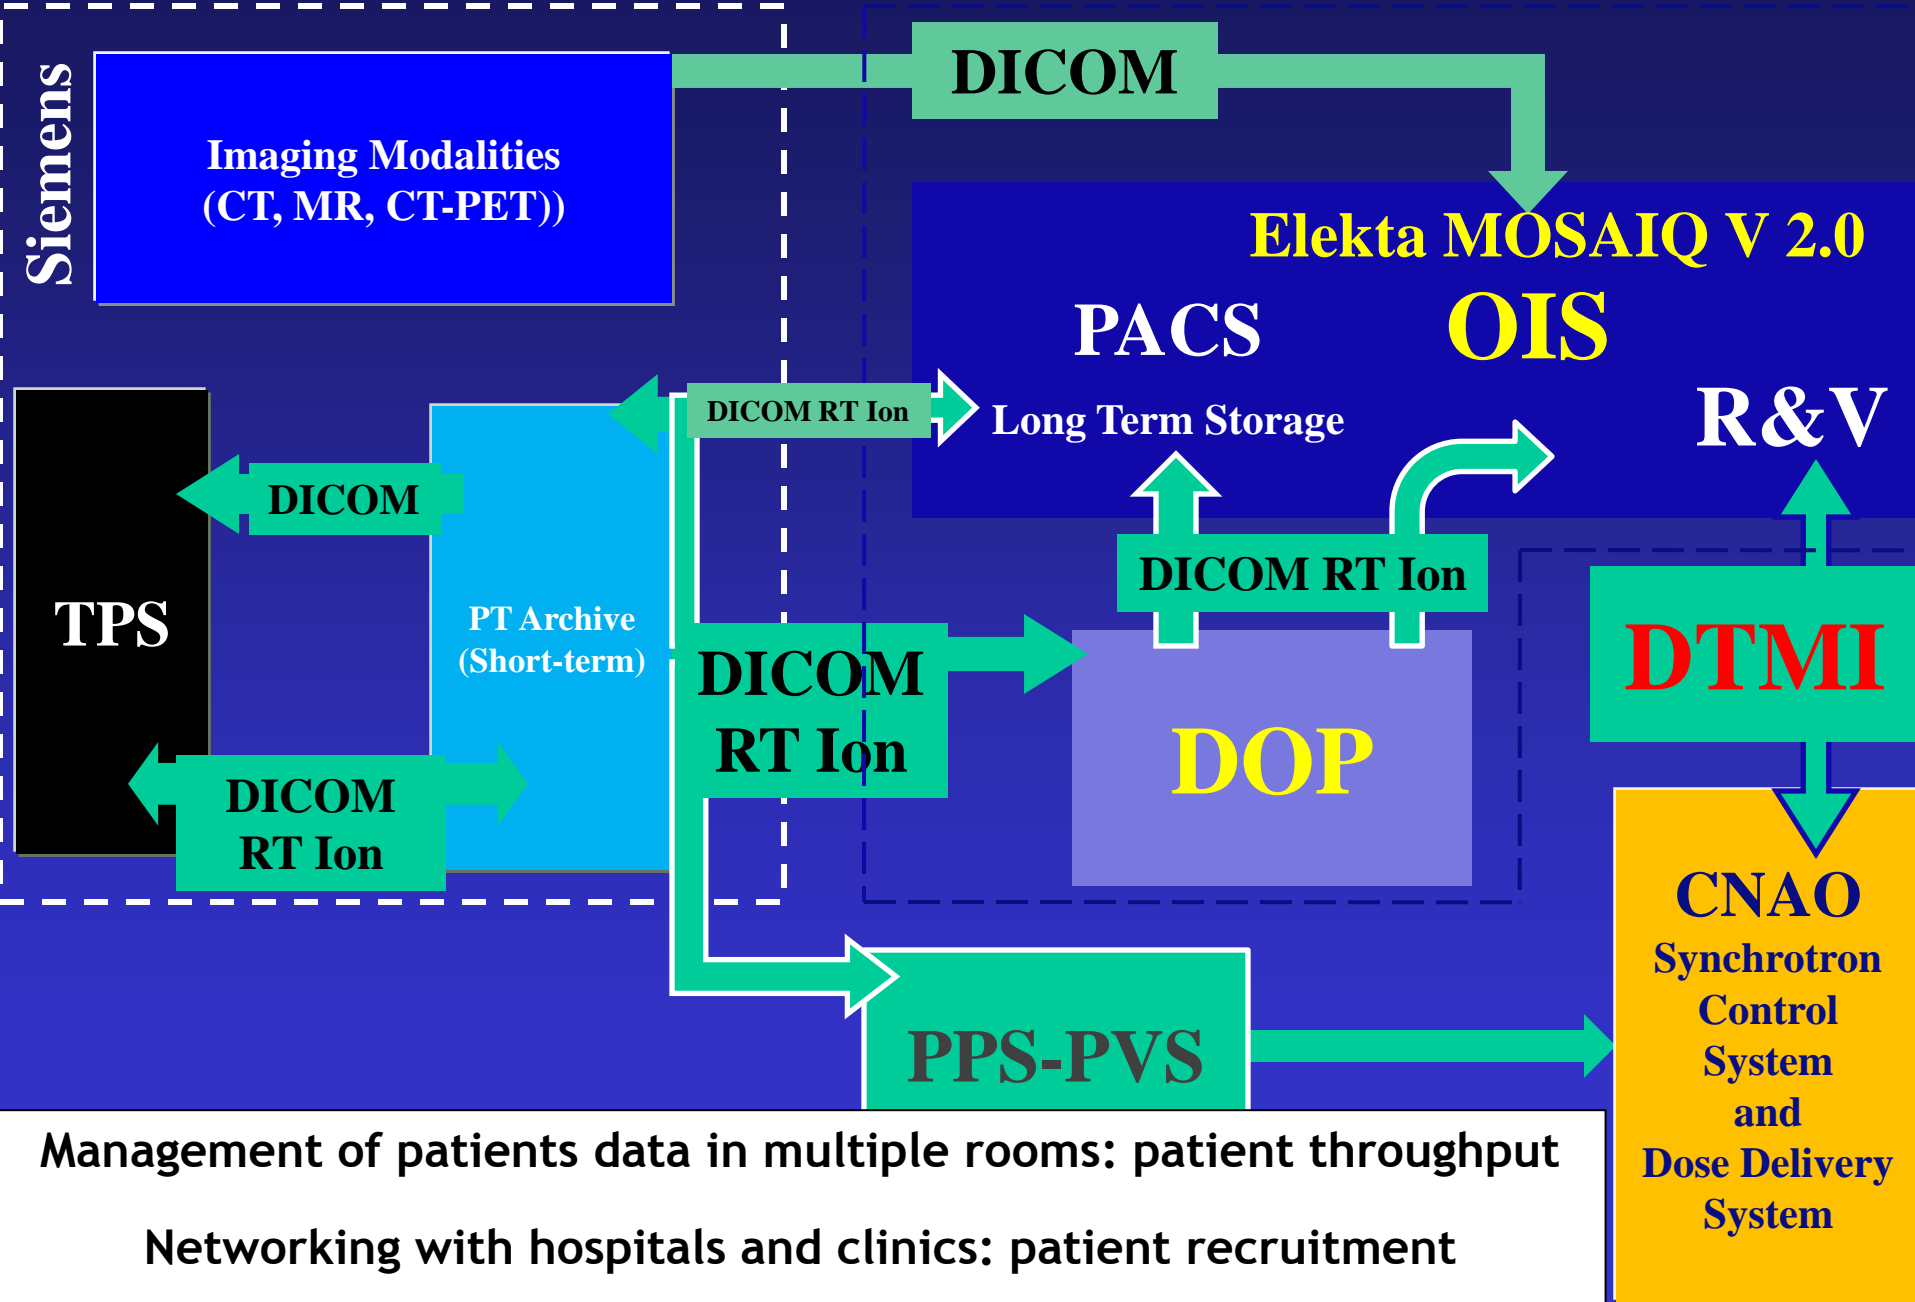 Siemens
Imaging Modalities
(CT, MR, CT-PET))
DICOM
Elekta MOSAIQ V 2.0
PACS
OIS
Long Term Storage
R&V
DICOM RT Ion
DICOM
TPS
PT Archive
(Short-term)
DICOM
RT Ion
DICOM
RT Ion
DICOM RT Ion
DOP
DTMI
CNAO
Synchrotron
Control
System
and
Dose Delivery
System
PPS-PVS
Management of patients data in multiple rooms: patient throughput
Networking with hospitals and clinics: patient recruitment